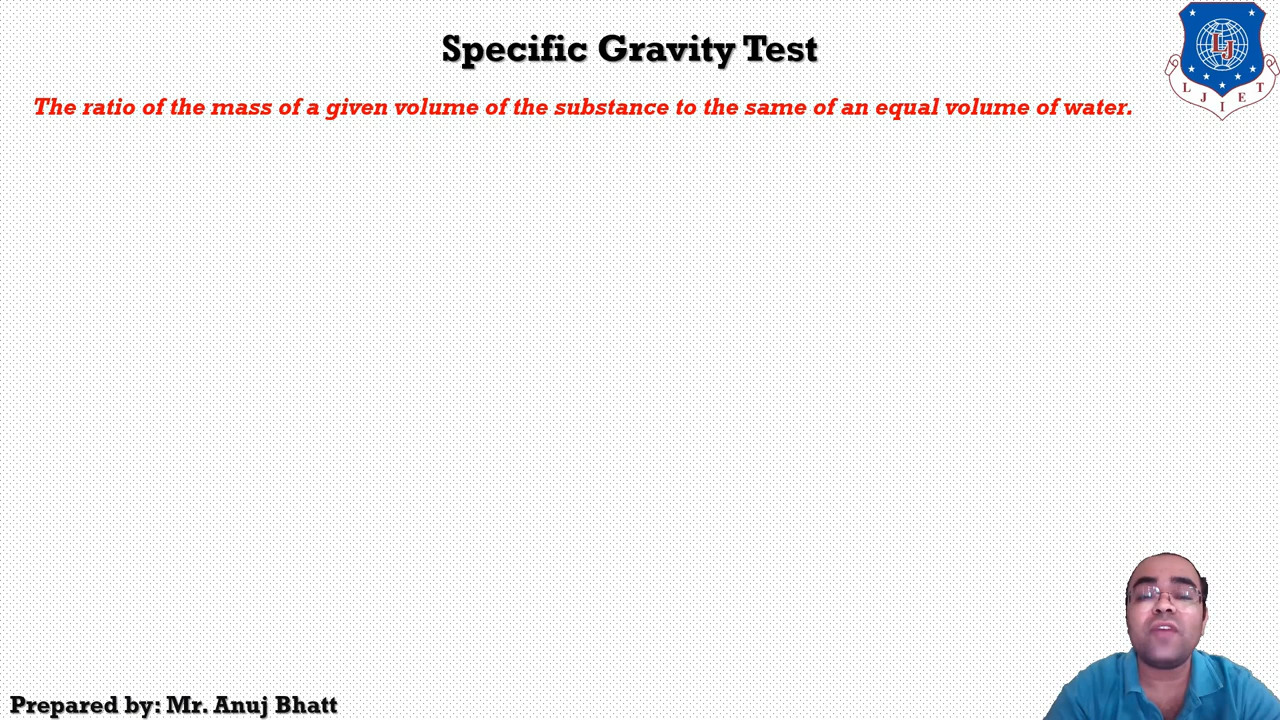 Specific Gravity Test
The ratio of the mass of a given volume of the substance to the same of an equal volume of water.
LJ
L J I E T
Prepared by: Mr. Anuj Bhatt